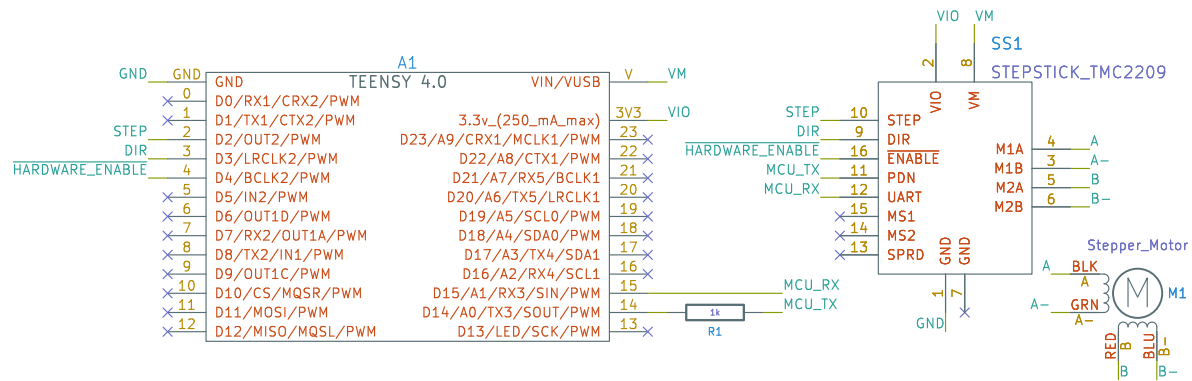 A1
TEENSY 4.0
GND GND GND
VIN/VUSB V VM
0 D0/RX1/CRX2/PWM
1 D1/TX1/CTX2/PWM
3.3v_(250_mA_max) 3V3 VIO
STEP 2 D2/OUT2/PWM
D23/A9/CRX1/MCLK1/PWM 23
DIR 3 D3/LRCLK2/PWM
D22/A8/CTX1/PWM 22
HARDWARE_ENABLE 4 D4/BCLK2/PWM
D21/A7/RX5/BCLK1 21
5 D5/IN2/PWM
D20/A6/TX5/LRCLK1 20
6 D6/OUT1D/PWM
D19/A5/SCL0/PWM 19
7 D7/RX2/OUT1A/PWM
D18/A4/SDA0/PWM 18
8 D8/TX2/IN1/PWM
D17/A3/TX4/SDA1 17
9 D9/OUT1C/PWM
D16/A2/RX4/SCL1 16
10 D10/CS/MQSR/PWM
D15/A1/RX3/SIN/PWM 15 MCU_RX
11 D11/MOSI/PWM
D14/A0/TX3/SOUT/PWM 14 1k MCU_TX
12 D12/MISO/MQSL/PWM
D13/LED/SCK/PWM 13
R1
VIO VM
SS1
STEPSTICK_TMC2209
2 8
VIO VM
STEP 10 STEP
DIR 9 DIR
HARDWARE_ENABLE 16 ENABLE
MCU_TX 11 PDN
MCU_RX 12 UART
15 MS1
14 MS2
13 SPRD
M1A 4 A
M1B 3 A-
M2A 5 B
M2B 6 B-
GND GND
1 7
GND
Stepper_Motor
A BLK
A
M
M1
A- GRN
A-
RED B BLU B-
B B-